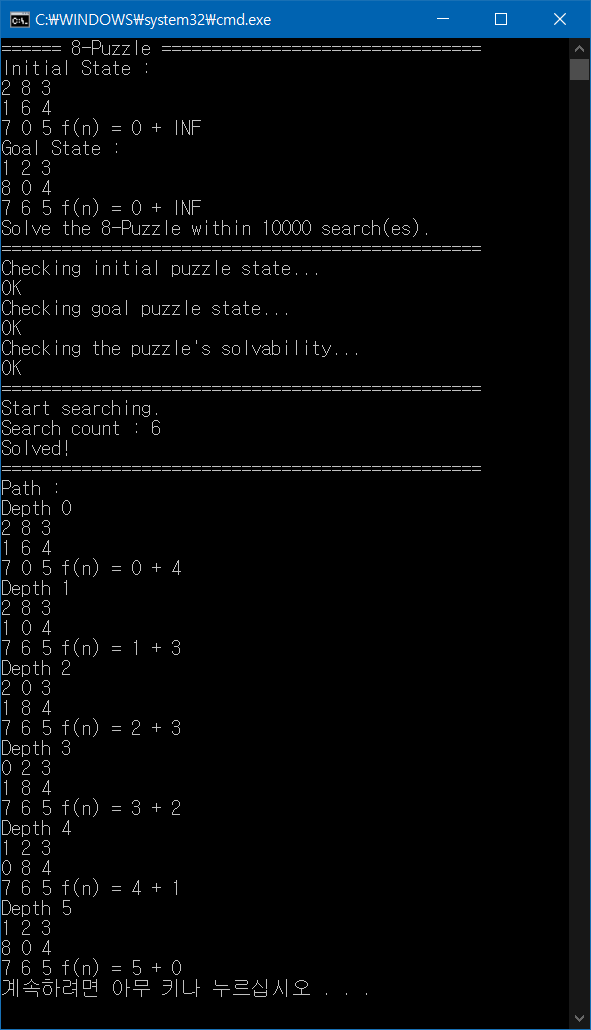 C:₩WINDOWS₩system32₩cmd.exe
====== 8-Puzzle ================================
Initial State :
2 8 3
1 6 4
7 0 5 f(n) = 0 + INF
Goal State :
1 2 3
8 0 4
7 6 5 f(n) = 0 + INF
Solve the 8-Puzzle within 10000 search(es).
================================================
Checking initial puzzle state...
OK
Checking goal puzzle state...
OK
Checking the puzzle's solvability...
OK
================================================
Start searching.
Search count : 6
Solved!
================================================
Path :
Depth 0
2 8 3
1 6 4
7 0 5 f(n) = 0 + 4
Depth 1
2 8 3
1 0 4
7 6 5 f(n) = 1 + 3
Depth 2
2 0 3
1 8 4
7 6 5 f(n) = 2 + 3
Depth 3
0 2 3
1 8 4
7 6 5 f(n) = 3 + 2
Depth 4
1 2 3
0 8 4
7 6 5 f(n) = 4 + 1
Depth 5
1 2 3
8 0 4
7 6 5 f(n) = 5 + 0
계속하려면 아무 키나 누르십시오 . . .